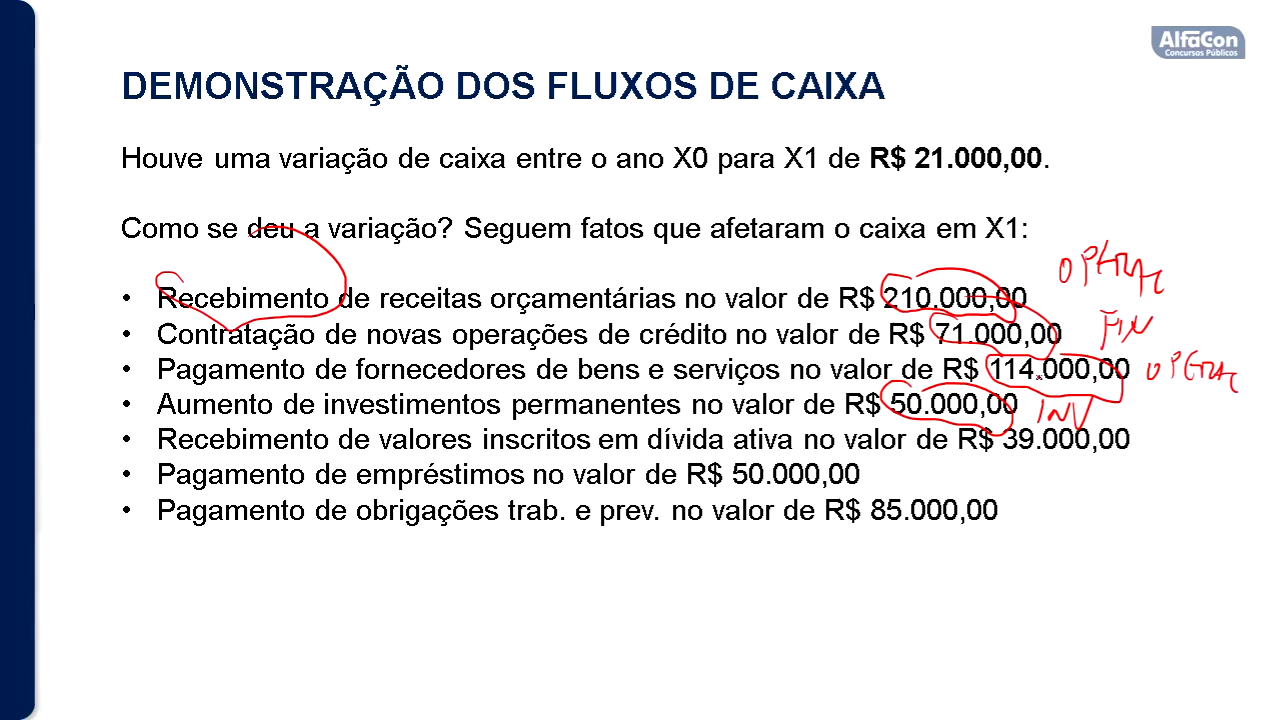 AlfaCon
Concursos Públicos
DEMONSTRAÇÃO DOS FLUXOS DE CAIXA
Houve uma variação de caixa entre o ano X0 para X1 de R$ 21.000,00.
Como se deu a variação? Seguem fatos que afetaram o caixa em X1:
• Recebimento de receitas orçamentárias no valor de R$ 210.000,00 OPERAC
• Contratação de novas operações de crédito no valor de R$ 71.000,00 FIN
• Pagamento de fornecedores de bens e serviços no valor de R$ 114.000,00 OPERAC
• Aumento de investimentos permanentes no valor de R$ 50.000,00 INV
• Recebimento de valores inscritos em dívida ativa no valor de R$ 39.000,00
• Pagamento de empréstimos no valor de R$ 50.000,00
• Pagamento de obrigações trab. e prev. no valor de R$ 85.000,00